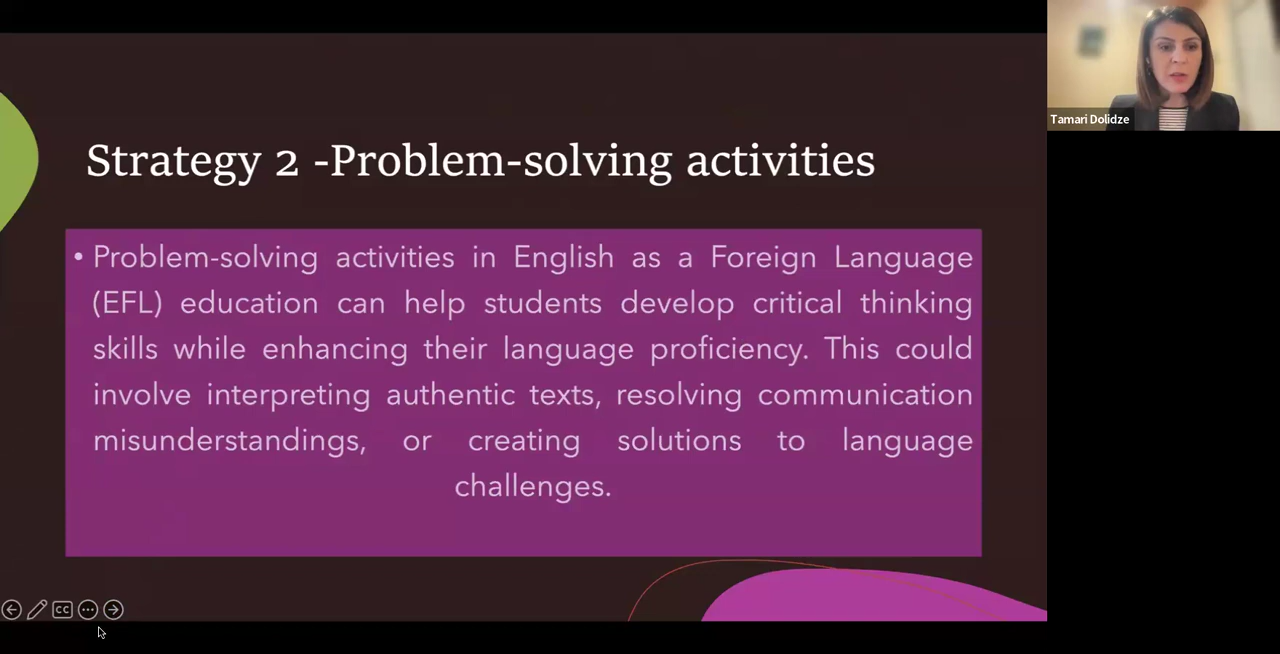 Strategy 2 -Problem-solving activities
• Problem-solving activities in English as a Foreign Language
(EFL) education can help students develop critical thinking
skills while enhancing their language proficiency. This could
involve interpreting authentic texts, resolving communication
misunderstandings, or creating solutions to language
challenges.
Tamari Dolidze
CC